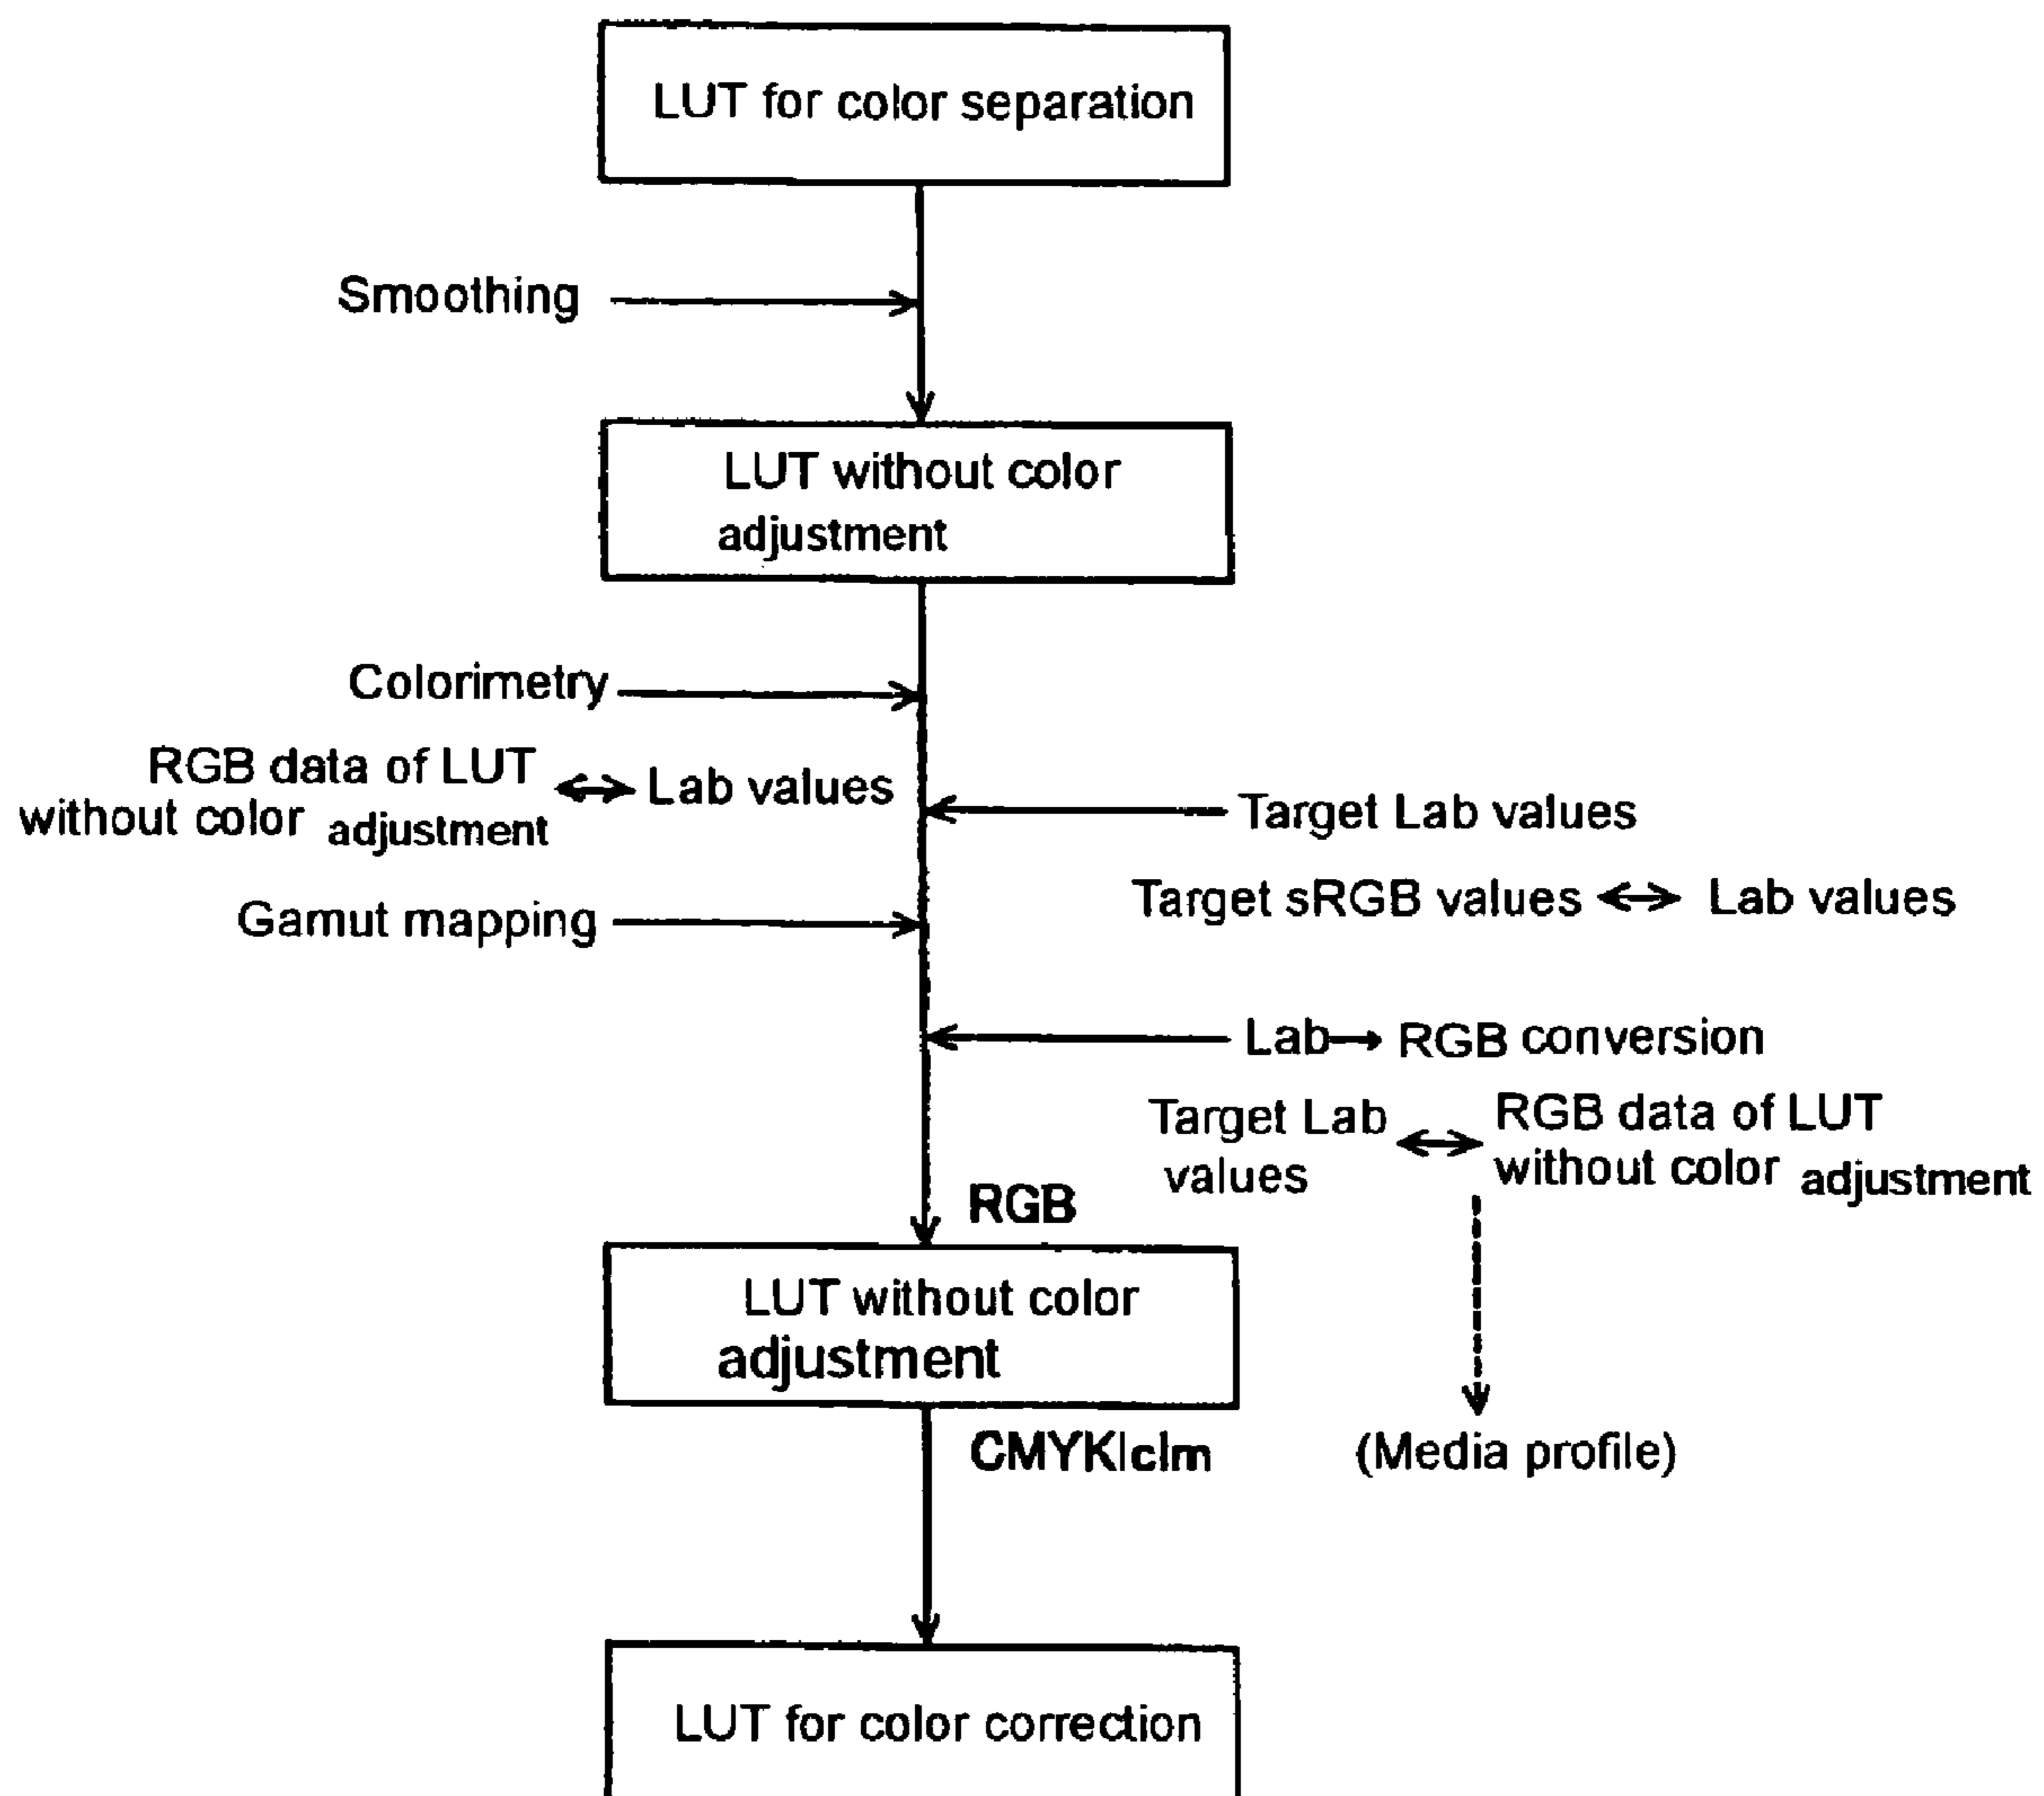 LUT for color separation
Smoothing
LUT without color
adjustment
Colorimetry
RGB data of LUT
without color adjustment
Lab values
Target Lab values
Target sRGB values Lab values
Gamut mapping
Lab RGB conversion
Target Lab
values
RGB data of LUT
without color adjustment
RGB
LUT without color
adjustment
CMYKlclm
(Media profile)
LUT for color correction